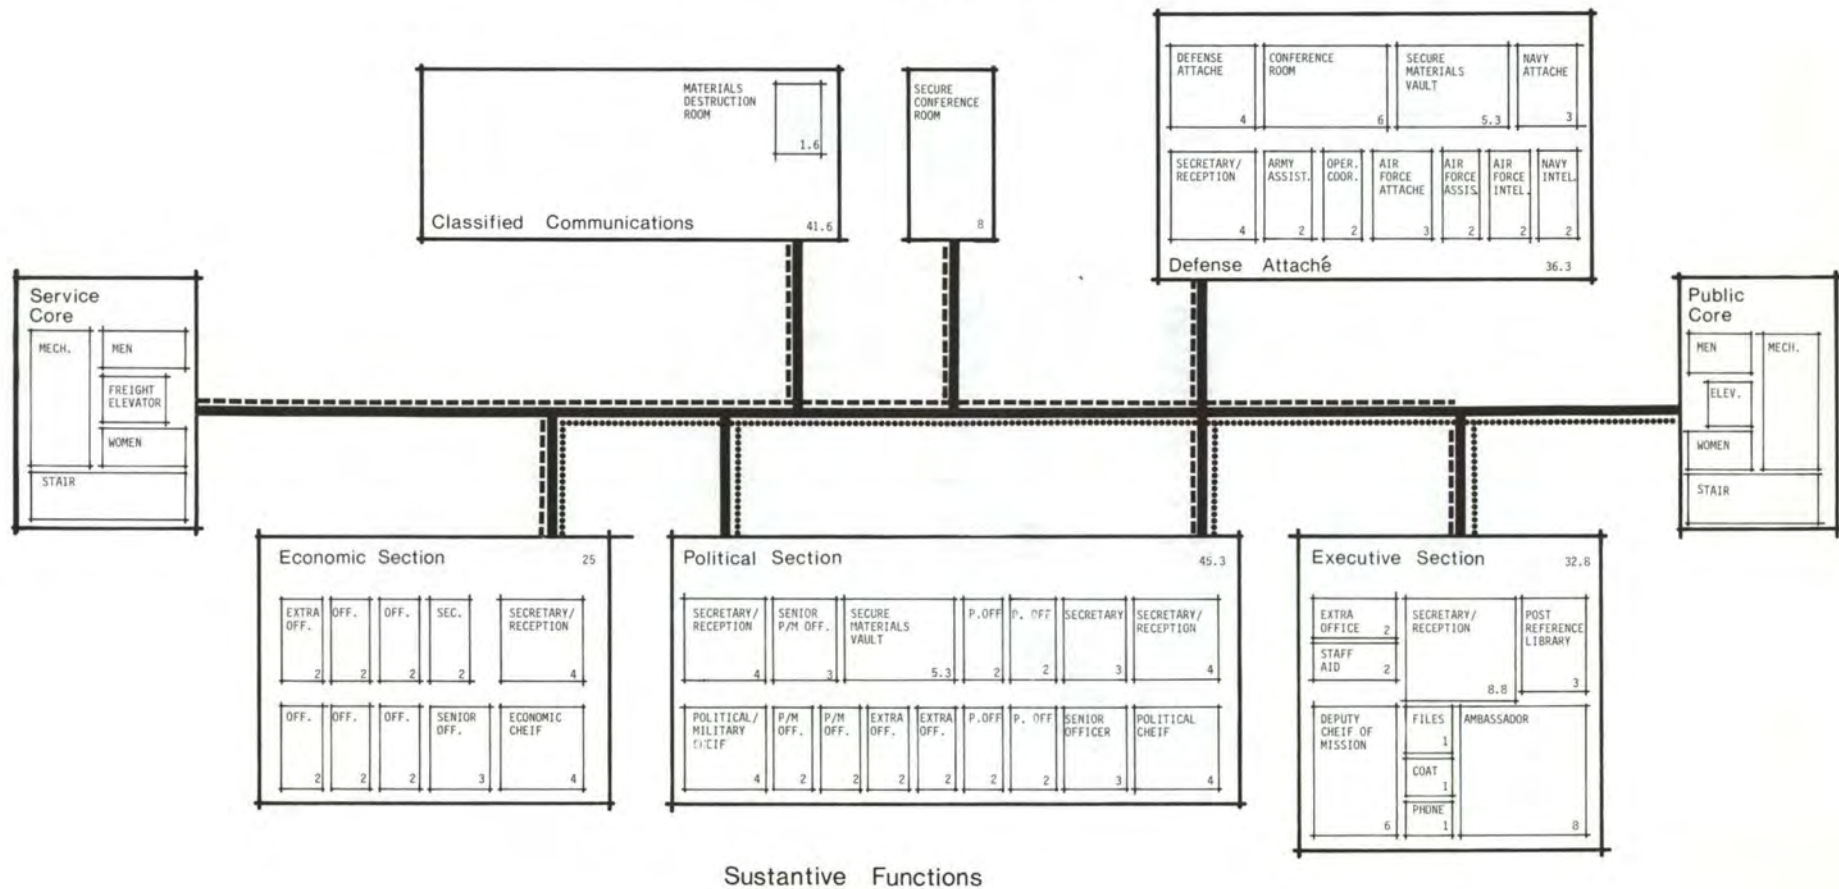 MATERIALS
DESTRUCTION
ROOM
1.6
Classified Communications
41.6
SECURE
CONFERENCE
ROOM
8
DEFENSE
ATTACHE
4
CONFERENCE
ROOM
6
SECURE
MATERIALS
VAULT
5.3
NAVY
ATTACHE
3
SECRETARY/
RECEPTION
4
ARMY
ASSIST.
2
OPER.
COOR.
2
AIR
FORCE
ATTACHE
3
AIR
FORCE
ASSIS.
2
AIR
FORCE
INTEL.
2
NAVY
INTEL.
2
Defense Attaché
36.3
Service
Core
MECH.
MEN
FREIGHT
ELEVATOR
WOMEN
STAIR
Public
Core
MEN
MECH.
ELEV.
WOMEN
STAIR
Economic Section
25
EXTRA
OFF.
2
OFF.
2
OFF.
2
SEC.
2
SECRETARY/
RECEPTION
4
OFF.
2
OFF.
2
OFF.
2
SENIOR
OFF.
3
ECONOMIC
CHEIF
4
Political Section
45.3
SECRETARY/
RECEPTION
4
SENIOR
P/M OFF.
3
SECURE
MATERIALS
VAULT
5.3
P.OFF
2
P. OFF
2
SECRETARY
3
SECRETARY/
RECEPTION
4
POLITICAL/
MILITARY
4
P/M
OFF.
2
P/M
OFF.
2
EXTRA
OFF.
2
EXTRA
OFF.
2
P.OFF
2
P. OFF
2
SENIOR
OFFICER
3
POLITICAL
CHEIF
4
Executive Section
32.8
EXTRA
OFFICE 2
STAFF
AID 2
SECRETARY/
RECEPTION
8.8
POST
REFERENCE
LIBRARY
3
DEPUTY
CHEIF OF
MISSION
6
FILES
1
COAT
1
PHONE
1
AMBASSADOR
8
Sustantive Functions